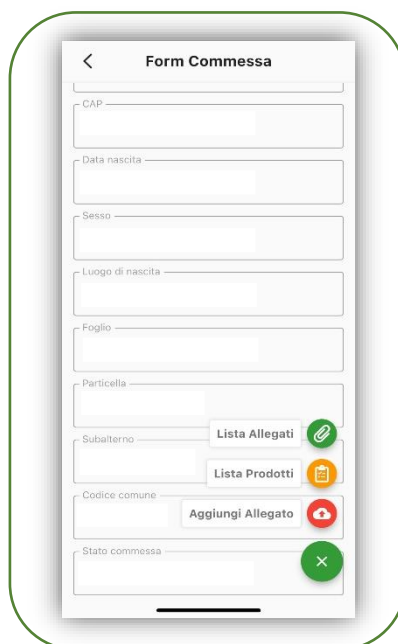 Form Commessa
CAP
Data nascita
Sesso
Luogo di nascita
Foglio
Particella
Lista Allegati
Subalterno
Lista Prodotti
Codice comune
Aggiungi Allegato
Stato commessa